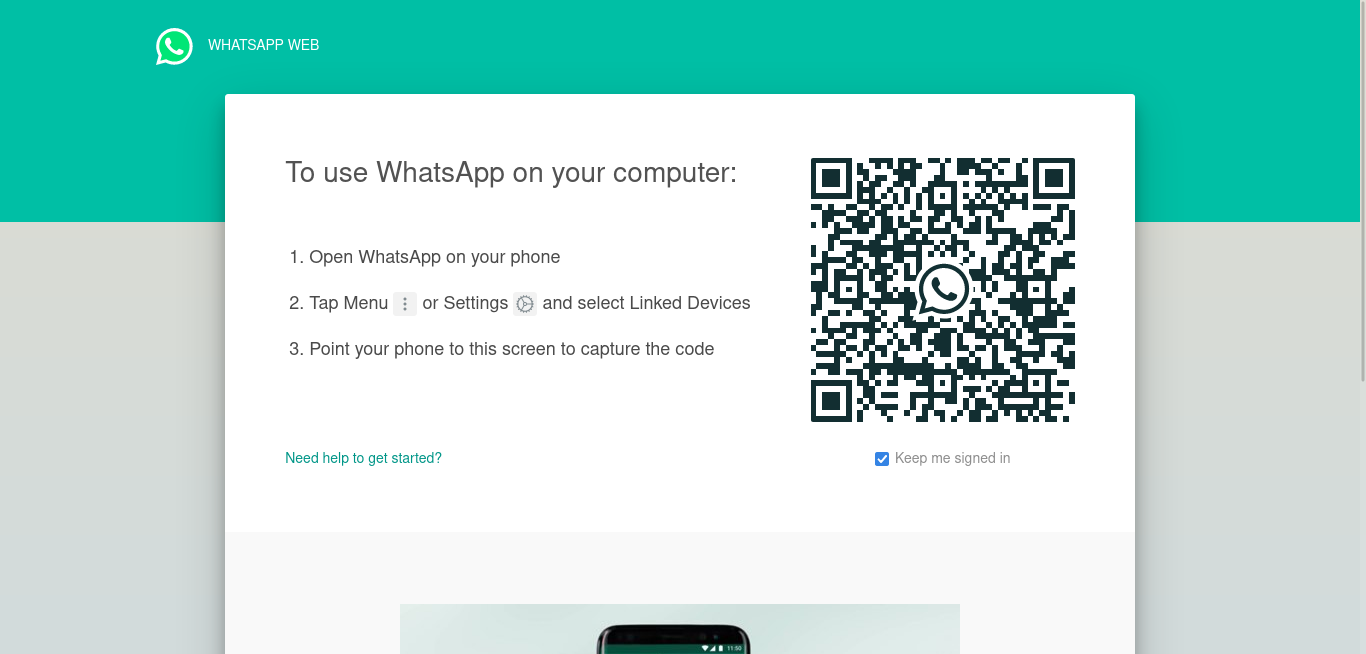 WHATSAPP WEB
To use WhatsApp on your computer:
1. Open WhatsApp on your phone
2. Tap Menu or Settings and select Linked Devices
3. Point your phone to this screen to capture the code
Need help to get started?
Keep me signed in
11:50